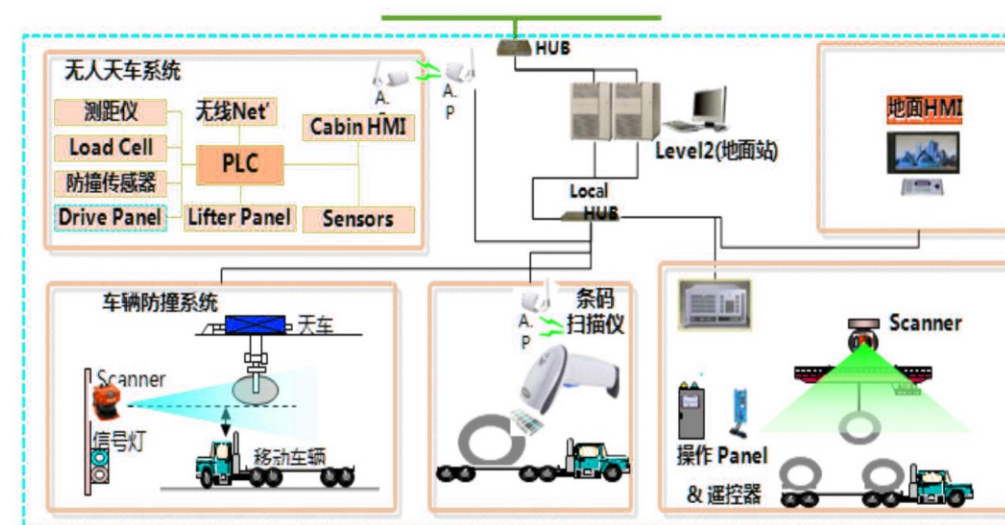 HUB
无人天车系统
测距仪
无线Net'
Cabin HMI
Load Cell
PLC
防撞传感器
Drive Panel
Lifter Panel
Sensors
A.
A.
P
Level2(地面站)
Local
HUB
地面HMI
车辆防撞系统
天车
Scanner
信号灯
移动车辆
条码
扫描仪
A.
P
Scanner
操作 Panel
& 遥控器